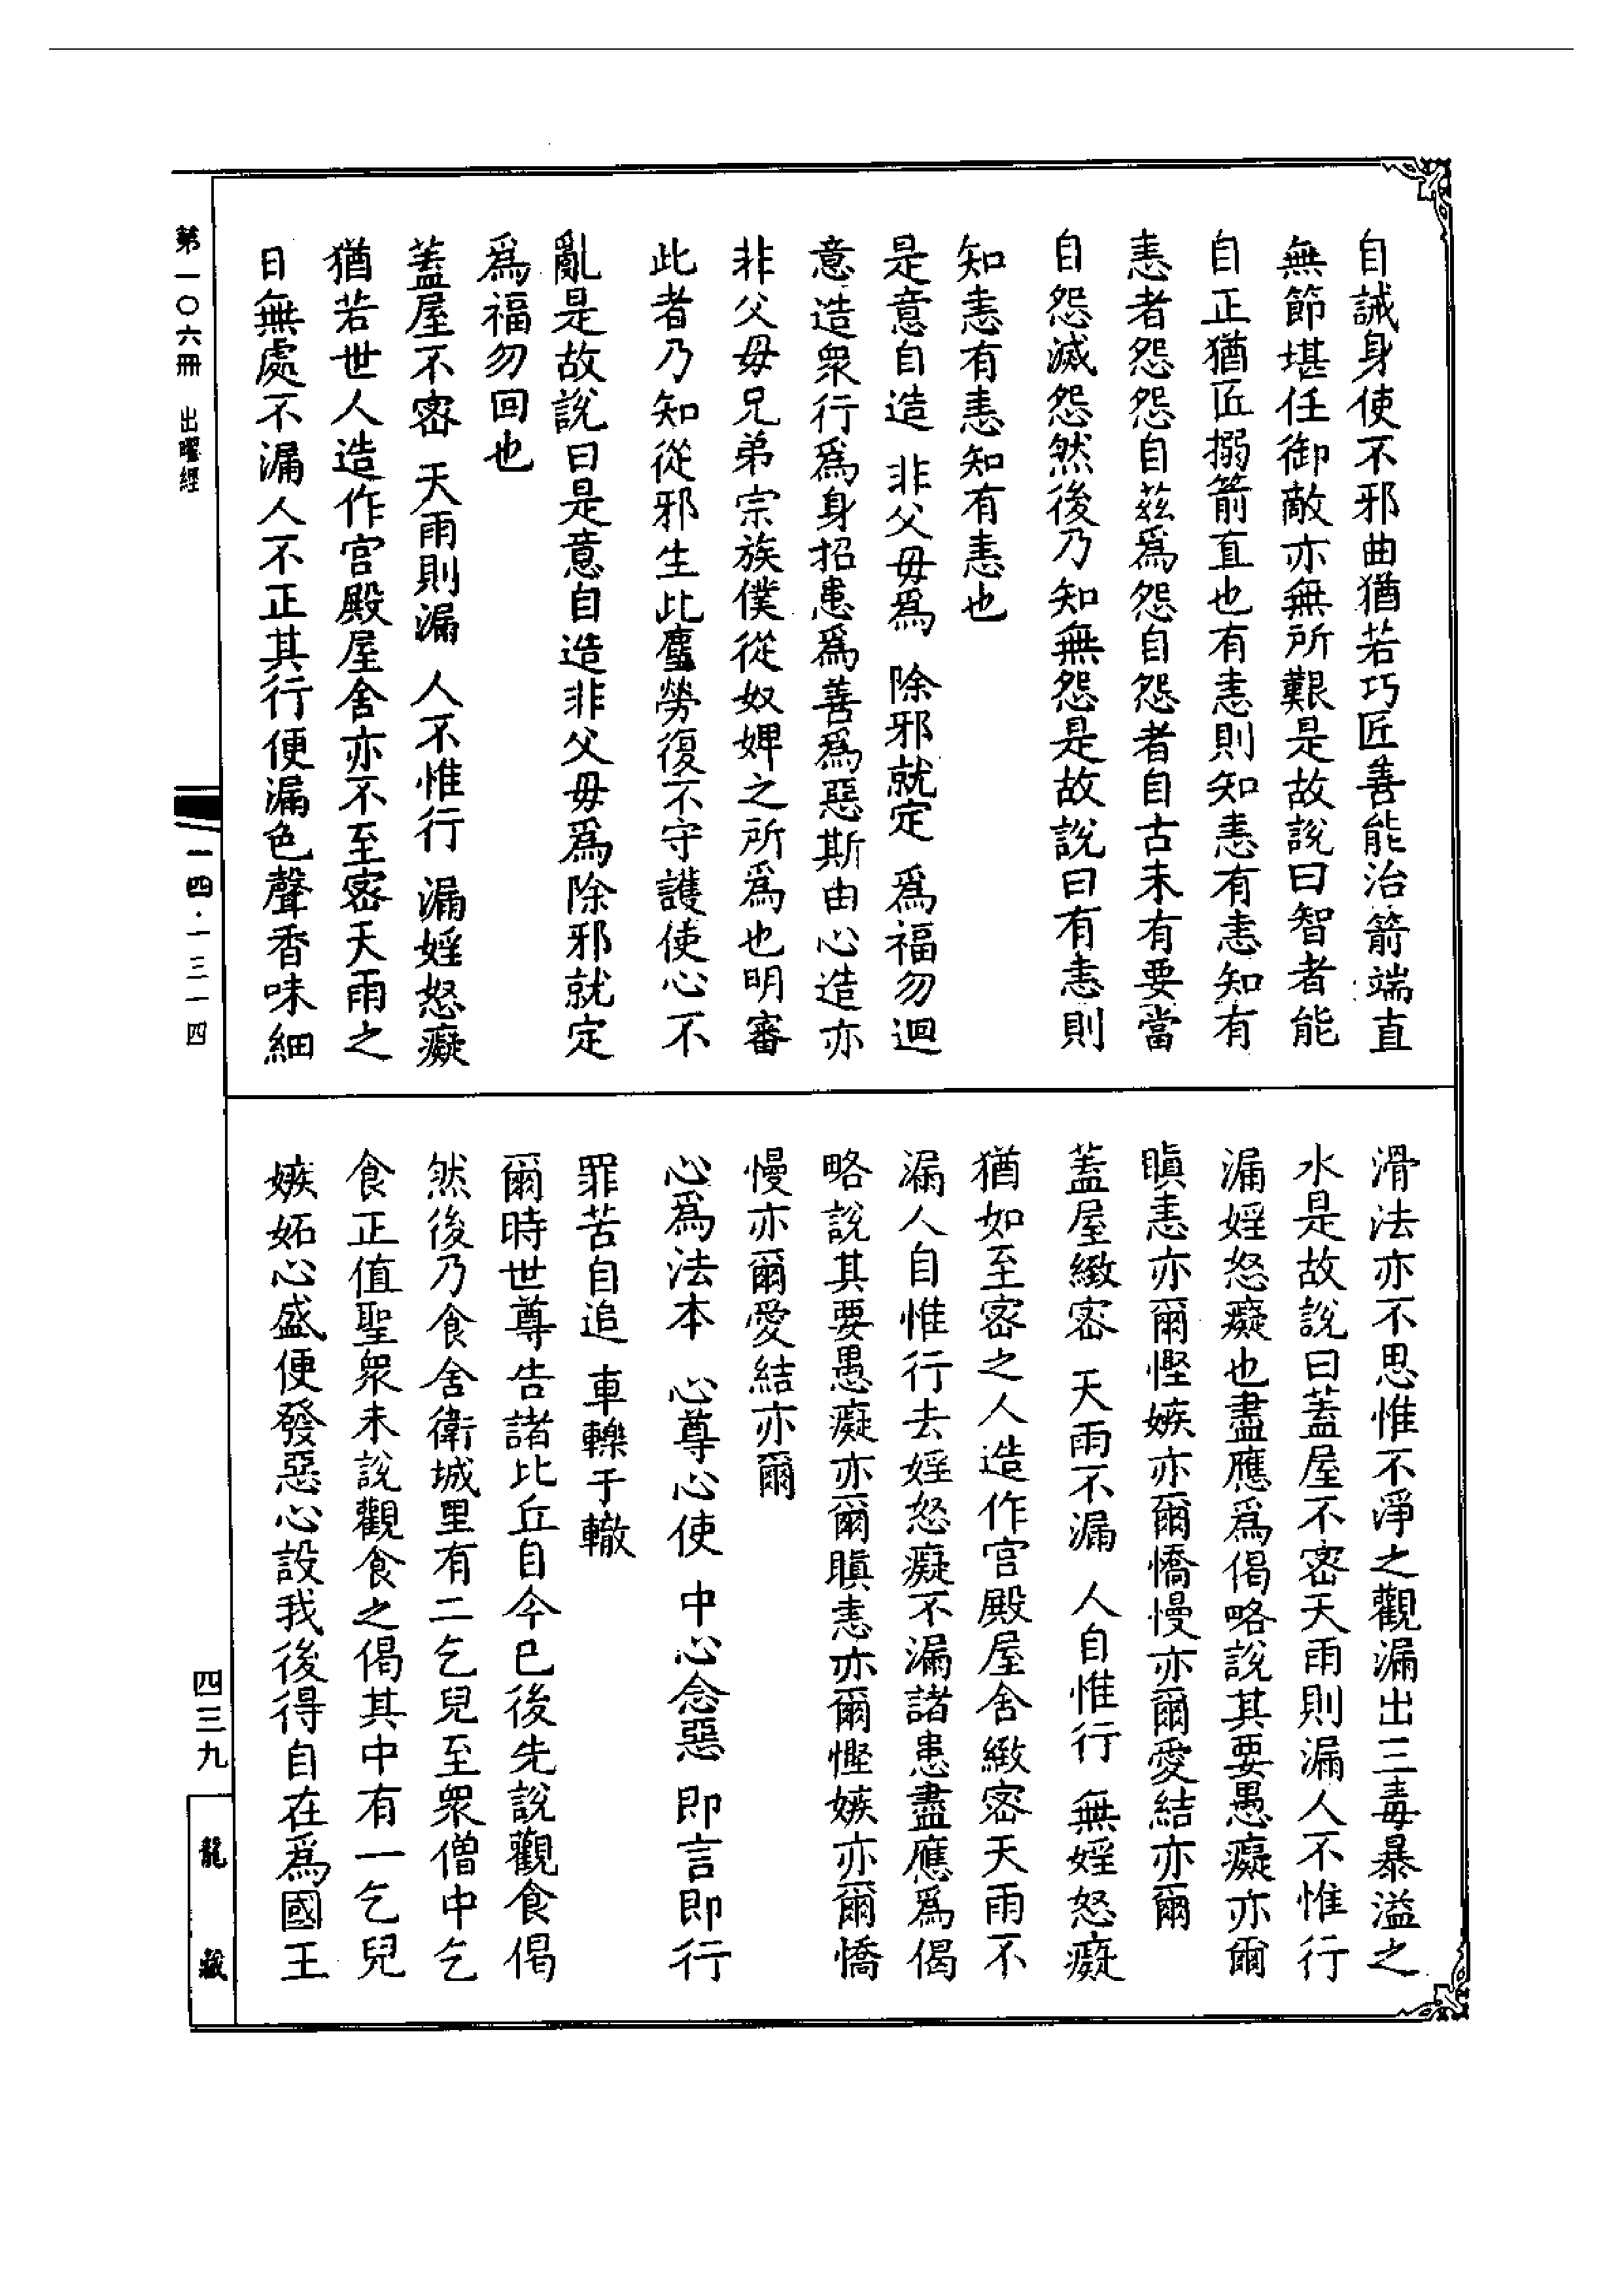 自誡身使不邪曲猶若巧匠善能治箭端直
無節堪任御敵亦無所艱是故說曰智者能
自正猶匠搦箭直也有恚則知恚有恚知有
恚者怨怨自茲爲怨自怨者自古未有要當
自怨滅怨然後乃知無怨是故說曰有恚則
知恚有恚知有恚也
是意自造 非父母爲 除邪就定 爲福勿迴
意造衆行爲身招患爲善爲惡斯由心造亦
非父母兄弟宗族僕從奴婢之所爲也明審
此者乃知從邪生此塵勞復不守護使心不
亂是故說曰是意自造非父母爲除邪就定
爲福勿回也
蓋屋不密 天雨則漏 人不惟行 漏婬怒癡
猶若世人造作宫殿屋舍亦不至密天雨之
日無處不漏人不正其行便漏色聲香味細
滑法亦不思惟不淨之觀漏出三毒暴溢之
水是故說曰蓋屋不密天雨則漏人不惟行
漏婬怒癡也盡應爲偈略說其要愚癡亦爾
瞋恚亦爾慳嫉亦爾憍慢亦爾愛結亦爾
蓋屋緻密 天雨不漏 人自惟行 無婬怒癡
猶如至密之人造作宫殿屋舍緻密天雨不
漏人自惟行去婬怒癡不漏諸患盡應爲偈
略說其要愚癡亦爾瞋恚亦爾慳嫉亦爾憍
慢亦爾愛結亦爾
心爲法本 心尊心使 中心念惡 即言即行
罪苦自追 車轢于轍
爾時世尊告諸比丘自今已後先說觀食偈
然後乃食舍衛城里有二乞兒至衆僧中乞
食正值聖衆未說觀食之偈其中有一乞兒
嫉妬心盛便發惡心設我後得自在爲國王
第一〇六冊 出曜經
一四·一三一四
四三九
龍藏